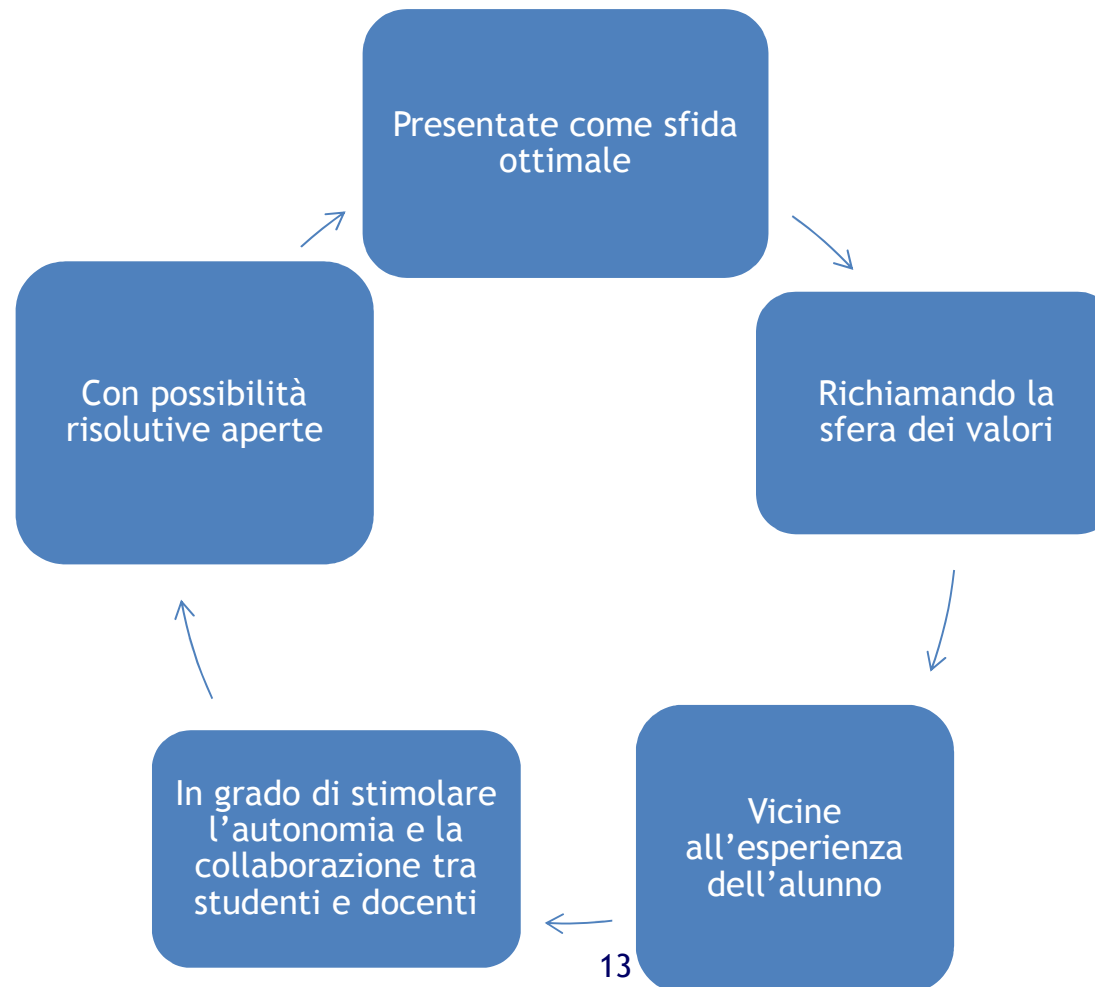 Presentate come sfida
ottimale
Richiamando la
sfera dei valori
Vicine
all’esperienza
dell’alunno
In grado di stimolare
l’autonomia e la
collaborazione tra
studenti e docenti
Con possibilità
risolutive aperte
13